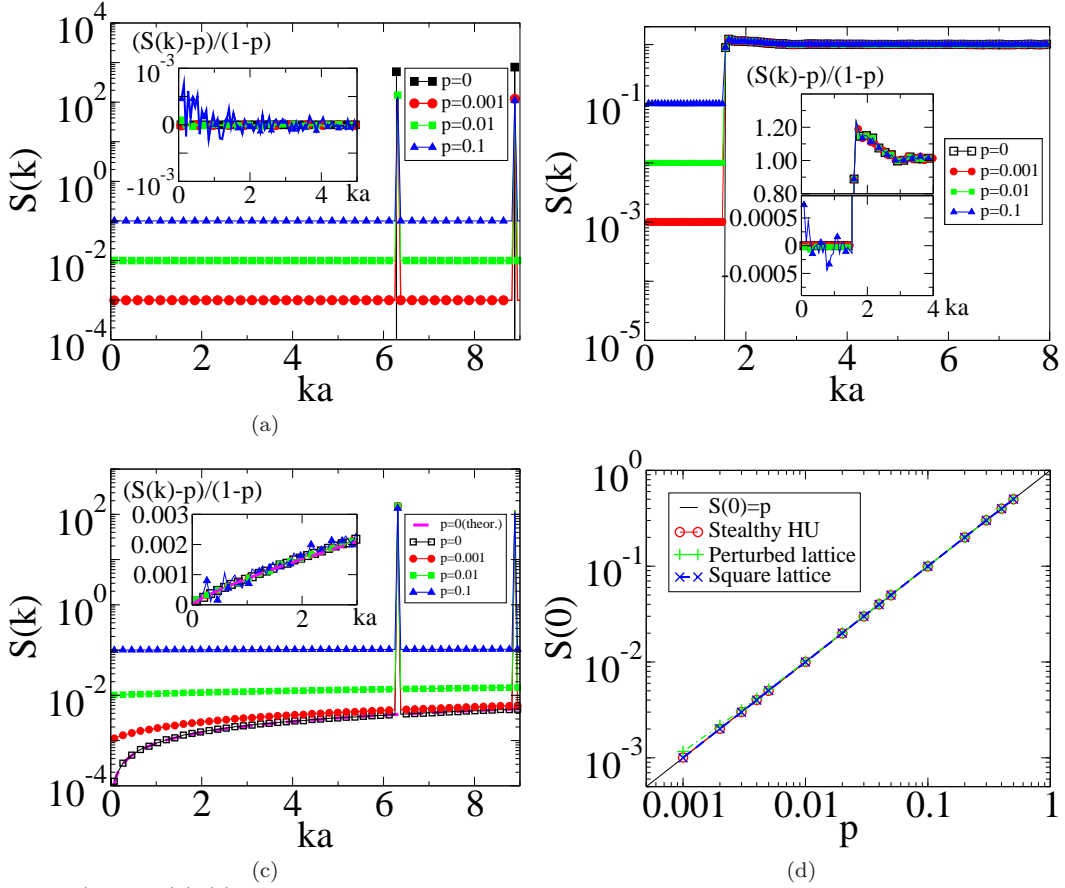 (S(k)-p)/(1-p)
10^4
10^2
10^0
10^-2
10^-4
S(k)
10^-3
0
-10^-3
0 2 4
ka
p=0
p=0.001
p=0.01
p=0.1
0 2 4 6 8
ka
(a)
S(k)
10^-1
10^-3
10^-5
(S(k)-p)/(1-p)
1.20
1.00
0.80
0.0005
0
-0.0005
0 2 4 ka
p=0
p=0.001
p=0.01
p=0.1
0 2 4 6 8
ka
(S(k)-p)/(1-p)
S(k)
10^2
10^0
10^-2
10^-4
0.003
0.002
0.001
0
0 2
ka
p=0(theor.)
p=0
p=0.001
p=0.01
p=0.1
0 2 4 6 8
ka
(c)
S(0)
10^0
10^-1
10^-2
10^-3
S(0)=p
Stealthy HU
Perturbed lattice
Square lattice
0.001 0.01 0.1 1
p
(d)